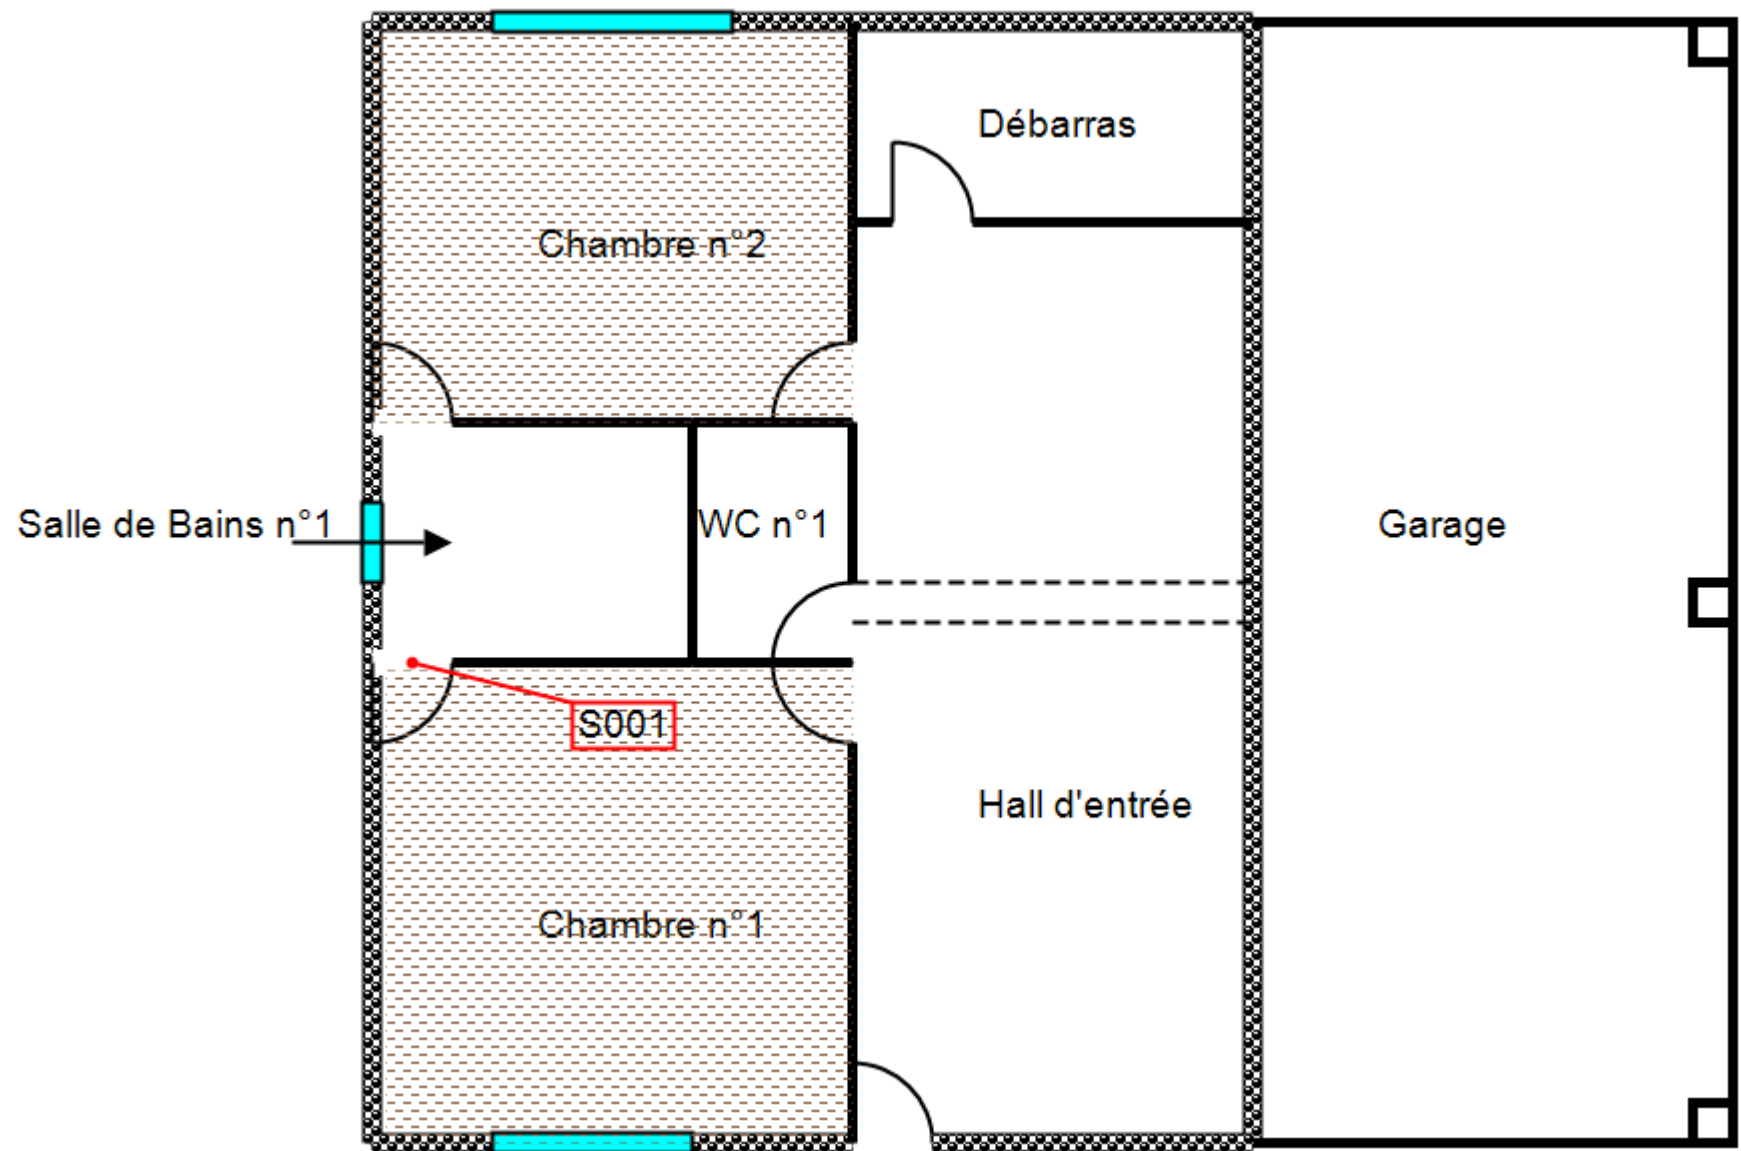 Débarras
Chambre n°2
Salle de Bains n°1
WC n°1
Garage
S001
Hall d'entrée
Chambre n°1